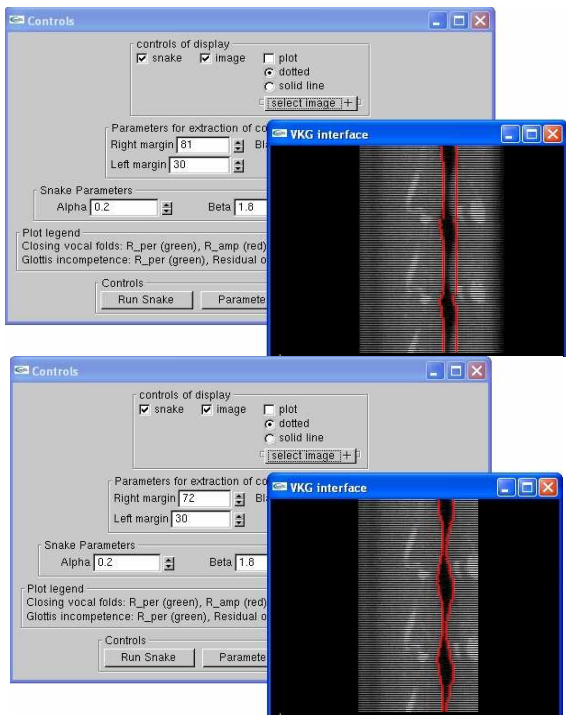 Controls
controls of display
snake image plot
dotted
solid line
select image +
Parameters for extraction of co
VKG interface
Right margin 81
Left margin 30
Snake Parameters
Alpha 0.2 Beta 1.8
Plot legend
Closing vocal folds: R_per (green), R_amp (red)
Glottis incompetence: R_per (green), Residual o
Controls
Run Snake Paramete
Controls
controls of display
snake image plot
dotted
solid line
select image +
Parameters for extraction of co
VKG interface
Right margin 72
Left margin 30
Snake Parameters
Alpha 0.2 Beta 1.8
Plot legend
Closing vocal folds: R_per (green), R_amp (red)
Glottis incompetence: R_per (green), Residual o
Controls
Run Snake Paramete